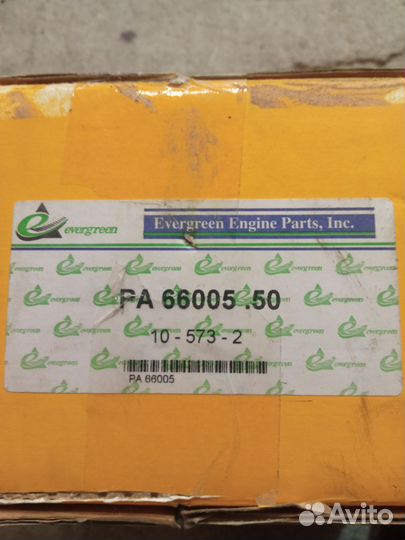 evergreen
Evergreen Engine Parts, Inc.
PA 66005 .50
10 - 573 - 2
PA 66005
Avito